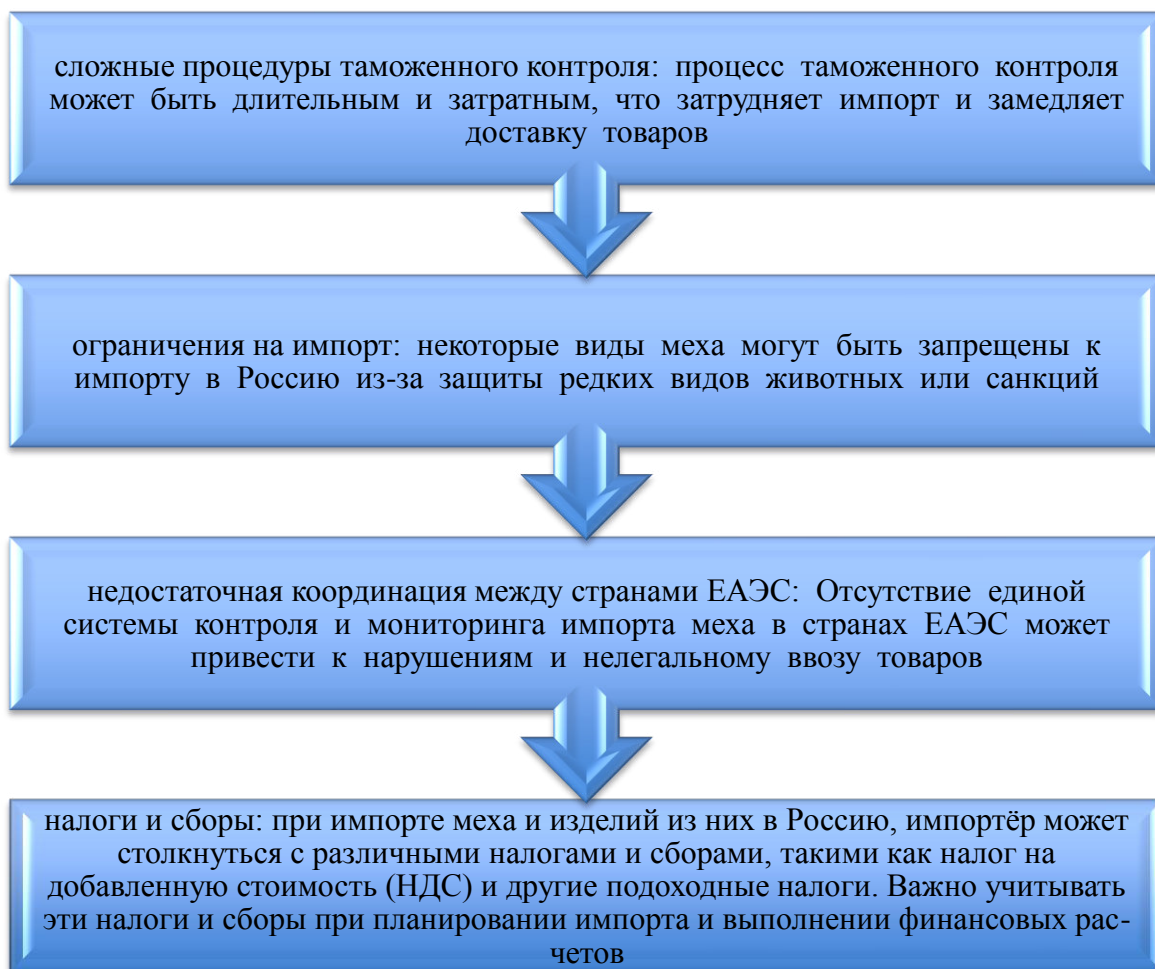 сложные процедуры таможенного контроля: процесс таможенного контроля
может быть длительным и затратным, что затрудняет импорт и замедляет
доставку товаров
ограничения на импорт: некоторые виды меха могут быть запрещены к
импорту в Россию из-за защиты редких видов животных или санкций
недостаточная координация между странами ЕАЭС: Отсутствие единой
системы контроля и мониторинга импорта меха в странах ЕАЭС может
привести к нарушениям и нелегальному ввозу товаров
налоги и сборы: при импорте меха и изделий из них в Россию, импортёр может
столкнуться с различными налогами и сборами, такими как налог на
добавленную стоимость (НДС) и другие подоходные налоги. Важно учитывать
эти налоги и сборы при планировании импорта и выполнении финансовых рас-
четов